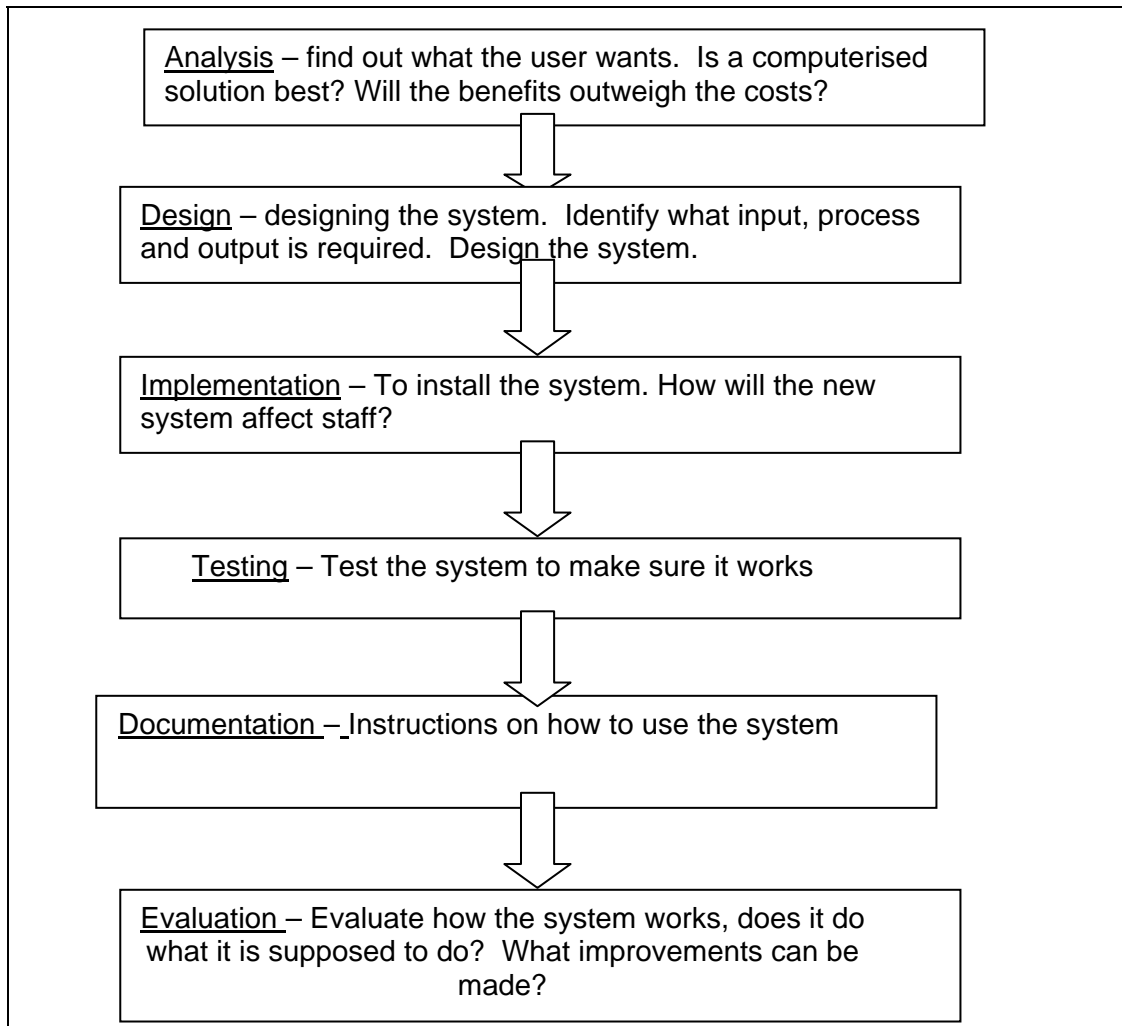 Analysis – find out what the user wants.  Is a computerised
solution best? Will the benefits outweigh the costs?
Design – designing the system.  Identify what input, process
and output is required.  Design the system.
Implementation – To install the system. How will the new
system affect staff?
Testing – Test the system to make sure it works
Documentation – Instructions on how to use the system
Evaluation – Evaluate how the system works, does it do
what it is supposed to do?  What improvements can be
made?